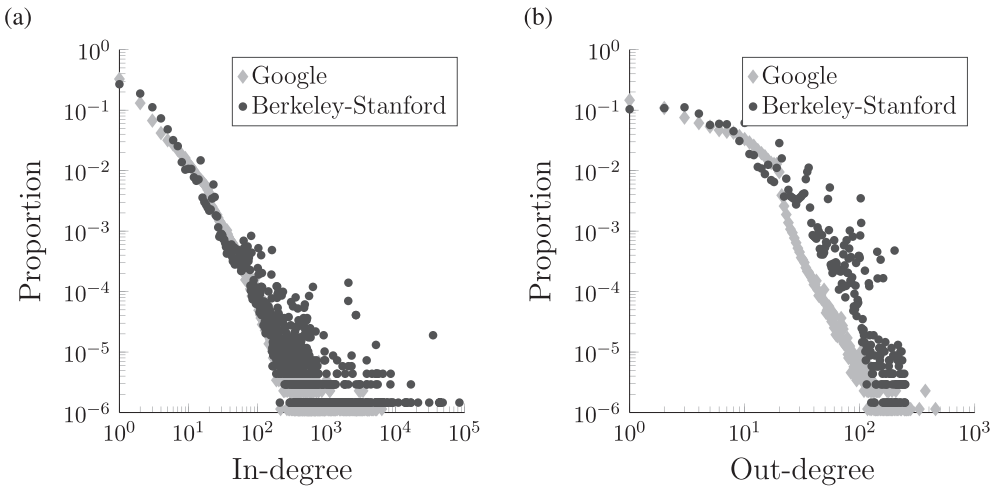 (a)
10^0
10^-1
10^-2
10^-3
10^-4
10^-5
10^-6
Proportion
Google
Berkeley-Stanford
10^0 10^1 10^2 10^3 10^4 10^5
In-degree
(b)
10^0
10^-1
10^-2
10^-3
10^-4
10^-5
10^-6
Proportion
Google
Berkeley-Stanford
10^0 10^1 10^2 10^3
Out-degree